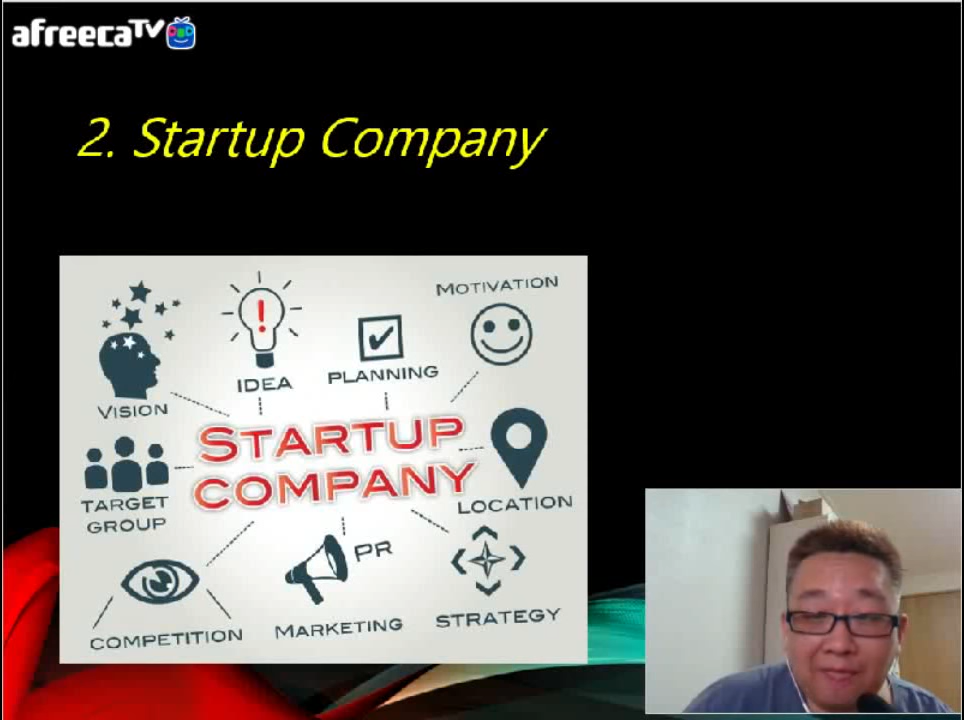 afreecaTV
2. Startup Company
MOTIVATION
IDEA
PLANNING
VISION
STARTUP
COMPANY
TARGET
GROUP
LOCATION
PR
COMPETITION
MARKETING
STRATEGY